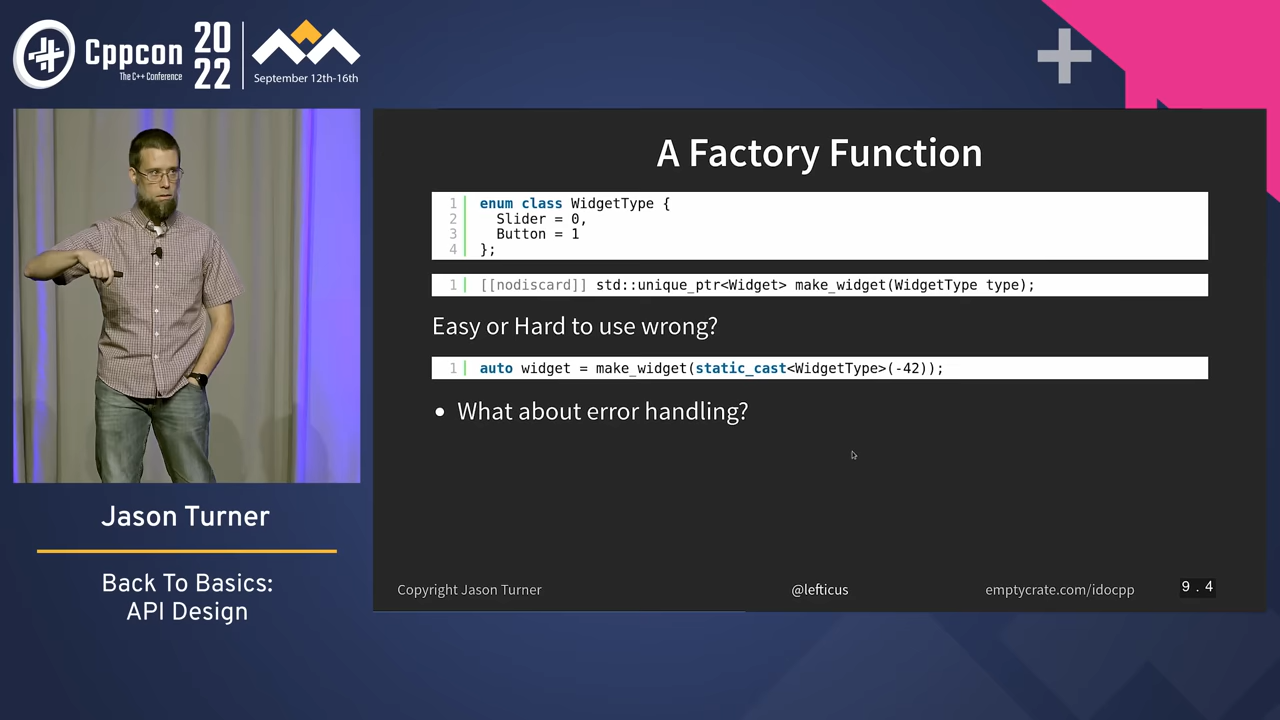 Cppcon
The C++ Conference
20
22
September 12th-16th
A Factory Function
1 enum class WidgetType {
2 Slider = 0,
3 Button = 1
4 };
1 [[nodiscard]] std::unique_ptr<Widget> make_widget(WidgetType type);
Easy or Hard to use wrong?
1 auto widget = make_widget(static_cast<WidgetType>(-42));
• What about error handling?
Copyright Jason Turner
@lefticus
emptycrate.com/idocpp
9 . 4
Jason Turner
Back To Basics:
API Design